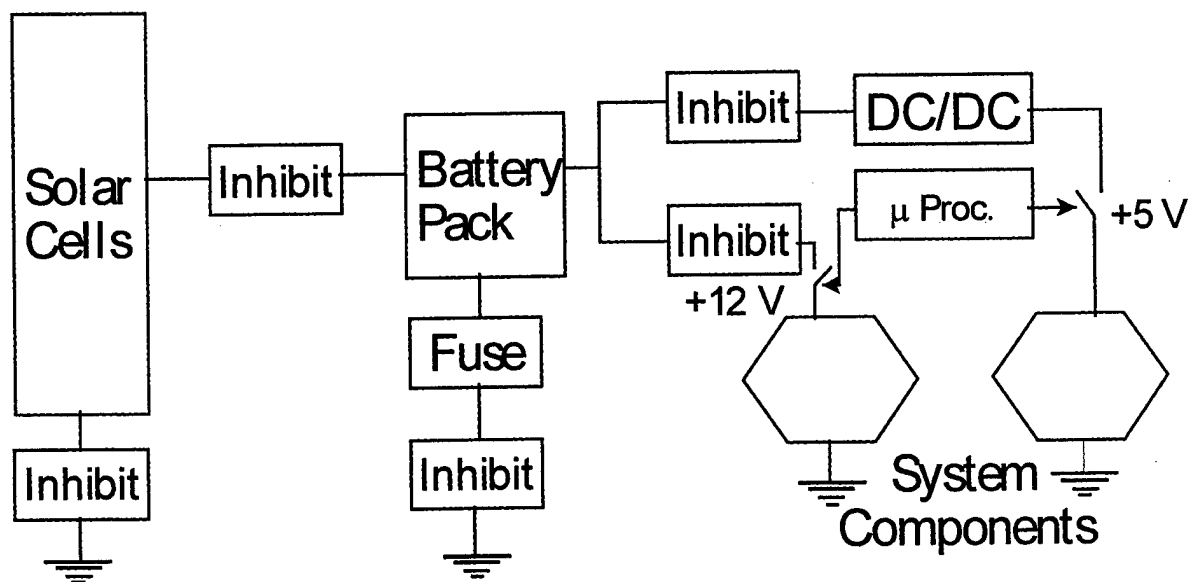 Solar
Cells
Inhibit
Inhibit
Battery
Pack
Fuse
Inhibit
Inhibit
DC/DC
Inhibit
μ Proc.
+5 V
+12 V
System
Components